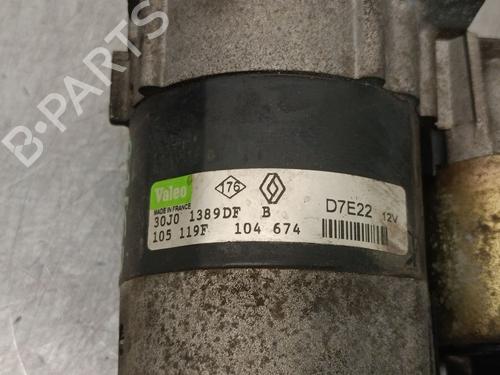 B-PARTS
Valeo
MADE IN FRANCE
176
30J0 1389DF B
105 119F 104 674
D7E22 12V